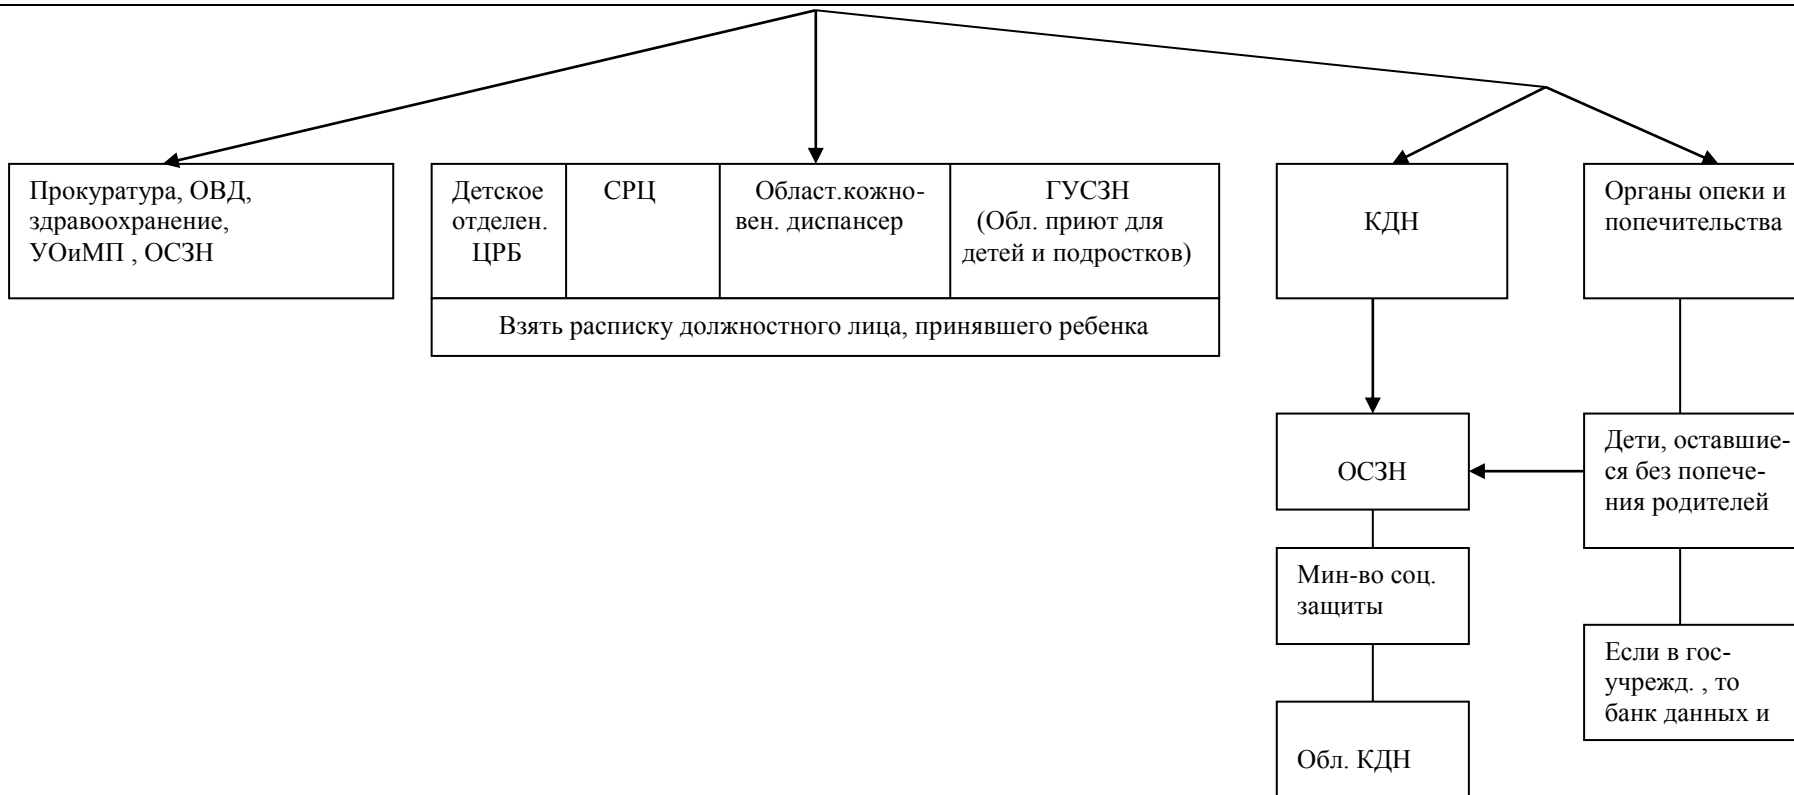 Прокуратура, ОВД,
здравоохранение,
УОиМП , ОСЗН
Детское
отделен.
ЦРБ
СРЦ
Област.кожно-
вен. диспансер
ГУСЗН
(Обл. приют для
детей и подростков)
Взять расписку должностного лица, принявшего ребенка
КДН
Органы опеки и
попечительства
ОСЗН
Дети, оставшие-
ся без попече-
ния родителей
Мин-во соц.
защиты
Если в гос-
учрежд. , то
банк данных и
Обл. КДН